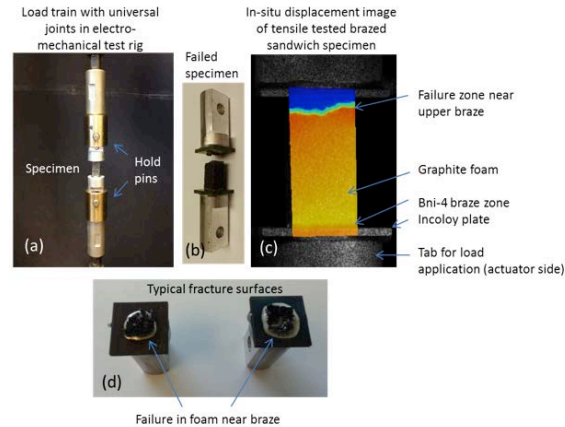 Load train with universal
joints in electro-
mechanical test rig
Failed
specimen
In-situ displacement image
of tensile tested brazed
sandwich specimen
Specimen
Hold
pins
(a)
(b)
(c)
Failure zone near
upper braze
Graphite foam
Bni-4 braze zone
Incoloy plate
Tab for load
application (actuator side)
Typical fracture surfaces
(d)
Failure in foam near braze